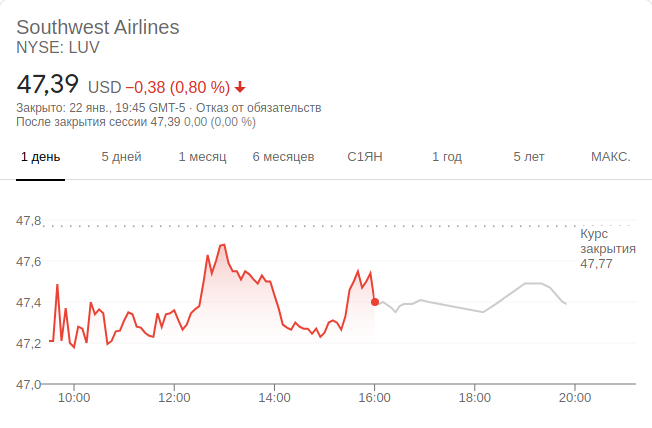 Southwest Airlines
NYSE: LUV
47,39 USD −0,38 (0,80 %)
Закрыто: 22 янв., 19:45 GMT-5 · Отказ от обязательств
После закрытия сессии 47,39 0,00 (0,00 %)
1 день 5 дней 1 месяц 6 месяцев С1ЯН 1 год 5 лет МАКС.
47,8
Курс
закрытия
47,77
47,6
47,4
47,2
47,0
10:00 12:00 14:00 16:00 18:00 20:00